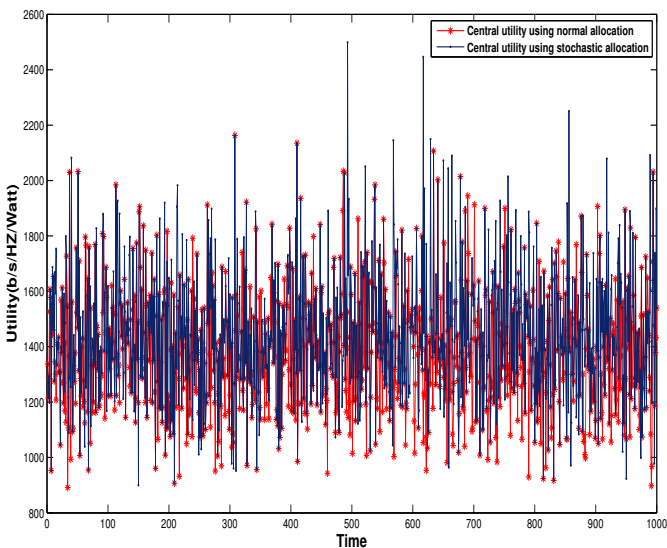 2600
2400
2200
2000
1800
1600
1400
1200
1000
800
Utility(b/s/HZ/Watt)
Central utility using normal allocation
Central utility using stochastic allocation
0 100 200 300 400 500 600 700 800 900 1000
Time